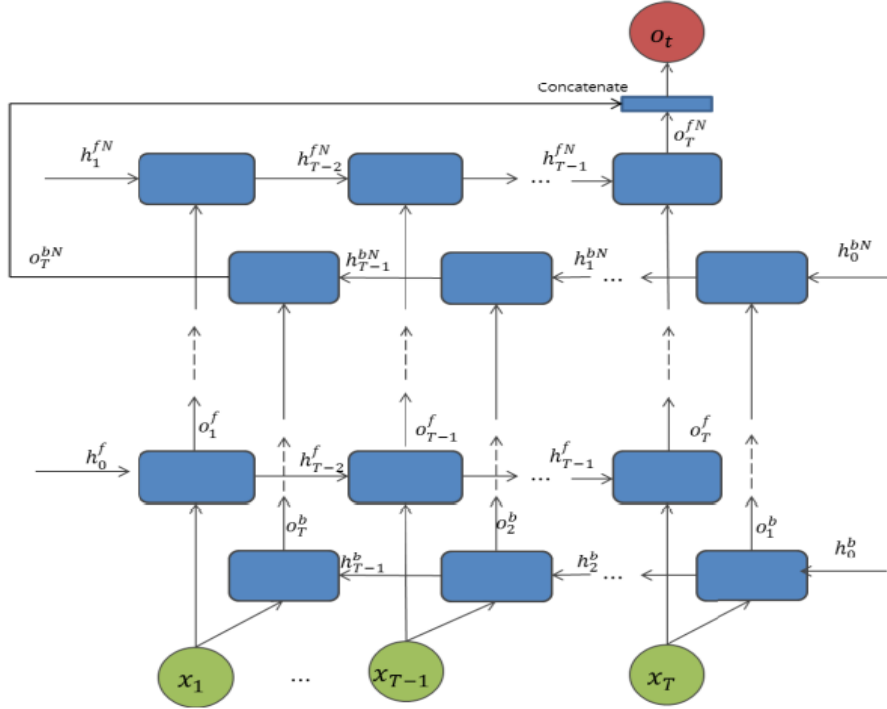 o_t
Concatenate
o_T^{fN}
h_1^{fN} h_{T-2}^{fN} h_{T-1}^{fN}
...
o_T^{bN} h_{T-1}^{bN} h_1^{bN} ... h_0^{bN}
o_1^f o_{T-1}^f o_T^f
h_0^f h_{T-2}^f h_{T-1}^f
...
o_T^b o_2^b o_1^b
h_{T-1}^b h_2^b ... h_0^b
x_1 ... x_{T-1} x_T